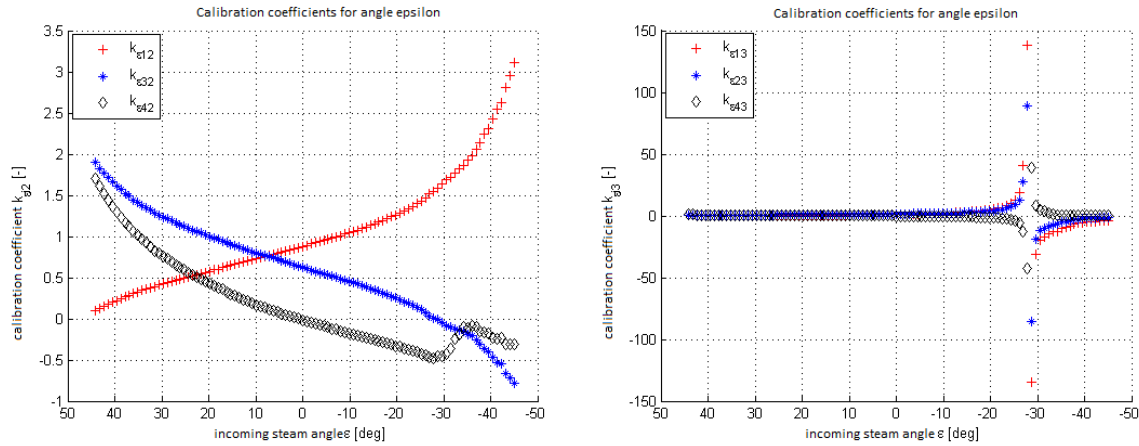 Calibration coefficients for angle epsilon
3.5
3
2.5
2
1.5
1
0.5
0
-0.5
-1
kε12
kε32
kε42
calibration coefficient kε2 [-]
50 40 30 20 10 0 -10 -20 -30 -40 -50
incoming steam angle ε [deg]
Calibration coefficients for angle epsilon
150
100
50
0
-50
-100
-150
kε13
kε23
kε43
calibration coefficient kε3 [-]
50 40 30 20 10 0 -10 -20 -30 -40 -50
incoming steam angle ε [deg]